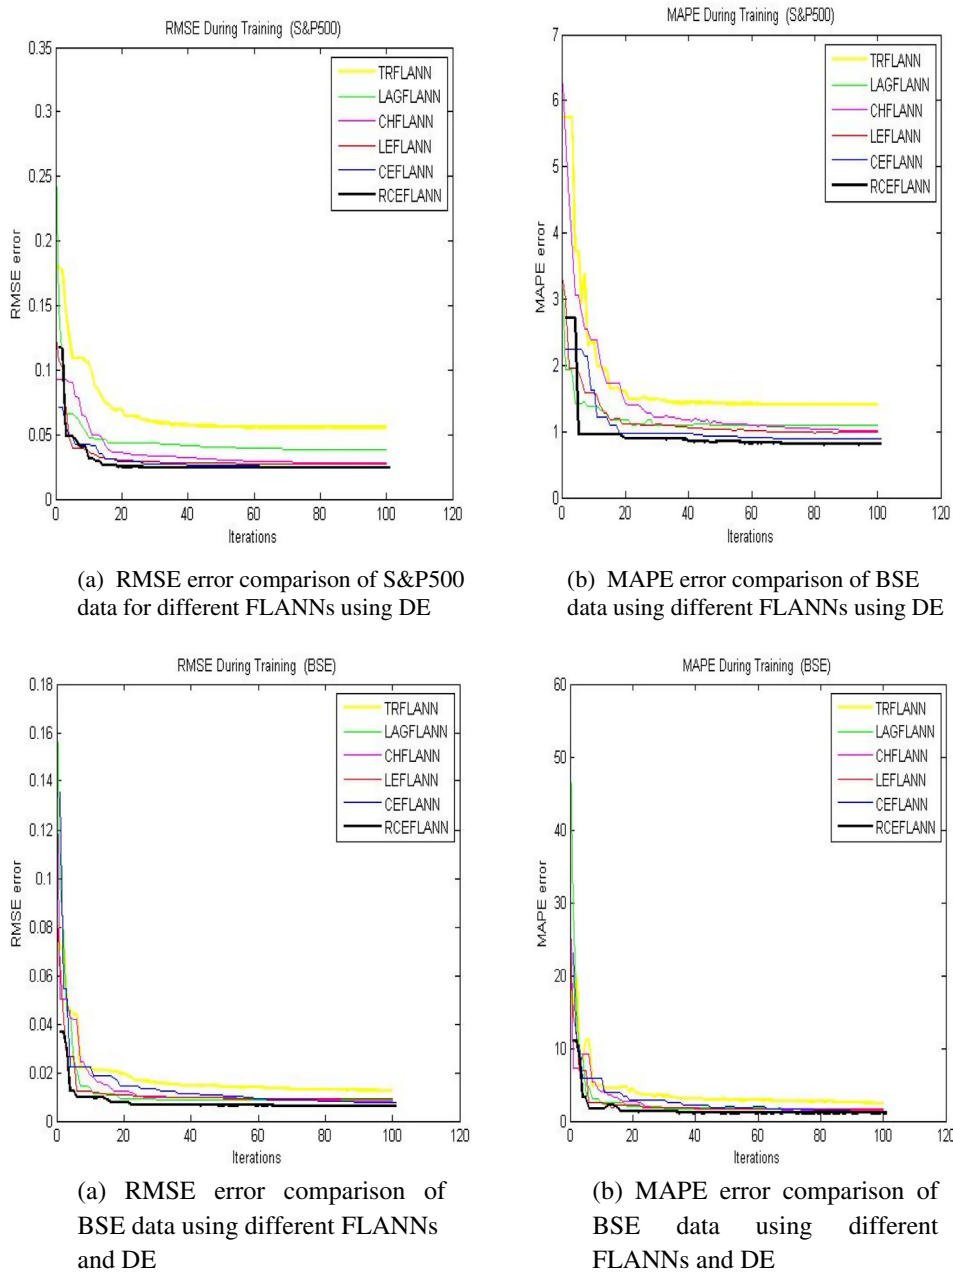 RMSE During Training (S&P500)
0.35
0.3
0.25
0.2
0.15
0.1
0.05
0
RMSE error
TRFLANN
LAGFLANN
CHFLANN
LEFLANN
CEFLANN
RCEFLANN
0 20 40 60 80 100 120
Iterations
(a) RMSE error comparison of S&P500
data for different FLANNs using DE
MAPE During Training (S&P500)
7
6
5
4
3
2
1
0
MAPE error
TRFLANN
LAGFLANN
CHFLANN
LEFLANN
CEFLANN
RCEFLANN
0 20 40 60 80 100 120
Iterations
(b) MAPE error comparison of BSE
data using different FLANNs using DE
RMSE During Training (BSE)
0.18
0.16
0.14
0.12
0.1
0.08
0.06
0.04
0.02
0
RMSE error
TRFLANN
LAGFLANN
CHFLANN
LEFLANN
CEFLANN
RCEFLANN
0 20 40 60 80 100 120
Iterations
(a) RMSE error comparison of
BSE data using different FLANNs
and DE
MAPE During Training (BSE)
60
50
40
30
20
10
0
MAPE error
TRFLANN
LAGFLANN
CHFLANN
LEFLANN
CEFLANN
RCEFLANN
0 20 40 60 80 100 120
Iterations
(b) MAPE error comparison of
BSE data using different
FLANNs and DE